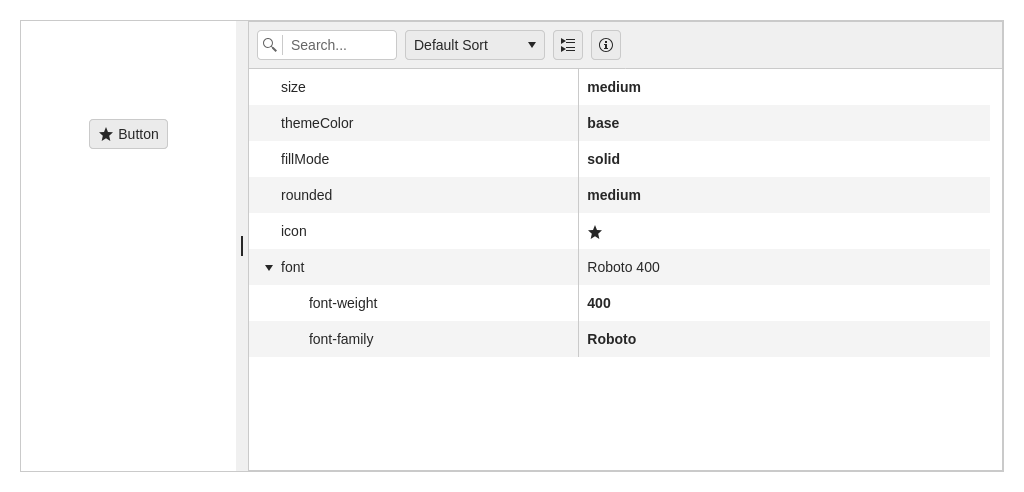 Button
Search... Default Sort
size medium
themeColor base
fillMode solid
rounded medium
icon
font Roboto 400
font-weight 400
font-family Roboto